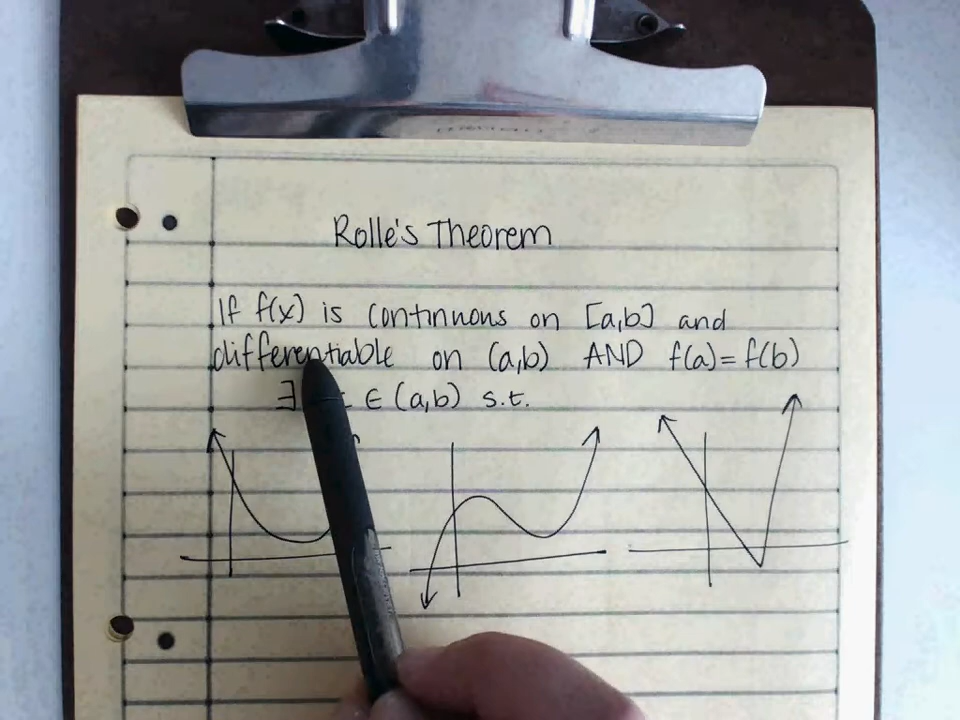 Rolle's Theorem
If f(x) is continuous on [a,b] and
differentiable on (a,b) AND f(a) = f(b)
∃ ∈ (a,b) s.t.